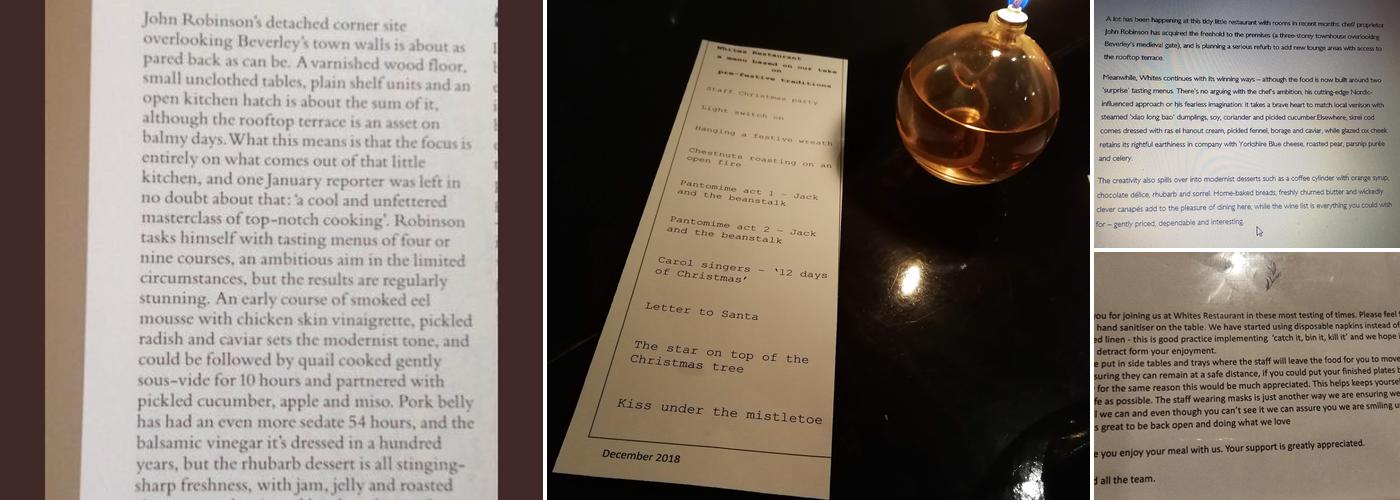 John Robinson's detached corner site
overlooking Beverley's town walls is about as
pared back as can be. A varnished wood floor,
small unclothed tables, plain shelf units and an
open kitchen hatch is about the sum of it,
although the rooftop terrace is an asset on
balmy days. What this means is that the focus is
entirely on what comes out of that little
kitchen, and one January reporter was left in
no doubt about that: 'a cool and unfettered
masterclass of top-notch cooking'. Robinson
tasks himself with tasting menus of four or
nine courses, an ambitious aim in the limited
circumstances, but the results are regularly
stunning. An early course of smoked eel
mousse with chicken skin vinaigrette, pickled
radish and caviar sets the modernist tone, and
could be followed by quail cooked gently
sous-vide for 10 hours and partnered with
pickled cucumber, apple and miso. Pork belly
has had an even more sedate 54 hours, and the
balsamic vinegar it's dressed in a hundred
years, but the rhubarb dessert is all stinging-
sharp freshness, with jam, jelly and roasted
Whites Restaurant
a menu based on our take
on
pre-festive traditions
Staff Christmas party
Light switch on
Hanging a festive wreath
Chestnuts roasting on an
open fire
Pantomime act 1 - Jack
and the beanstalk
Pantomime act 2 - Jack
and the beanstalk
Carol singers - '12 days
of Christmas'
Letter to Santa
The star on top of the
Christmas tree
Kiss under the mistletoe
December 2018
A lot has been happening at this tidy little restaurant with rooms in recent months: chef/ proprietor
John Robinson has acquired the freehold to the premises (a three-storey townhouse overlooking
Beverley's medieval gate), and is planning a serious refurb to add new lounge areas with access to
the rooftop terrace.
Meanwhile, Whites continues with its winning ways – although the food is now built around two
'surprise' tasting menus. There's no arguing with the chef's ambition, his cutting-edge Nordic-
influenced approach or his fearless imagination: it takes a brave heart to match local venison with
steamed 'xiao long bao' dumplings, soy, coriander and pickled cucumber. Elsewhere, skrei cod
comes dressed with ras el hanout cream, pickled fennel, borage and caviar, while glazed ox cheek
retains its rightful earthiness in company with Yorkshire Blue cheese, roasted pear, parsnip purée
and celery.
The creativity also spills over into modernist desserts such as a coffee cylinder with orange syrup,
chocolate délice, rhubarb and sorrel. Home-baked breads, freshly churned butter and wickedly
clever canapés add to the pleasure of dining here, while the wine list is everything you could wish
for – gently priced, dependable and interesting.
you for joining us at Whites Restaurant in these most testing of times. Please feel
hand sanitiser on the table. We have started using disposable napkins instead of
ed linen - this is good practice implementing 'catch it, bin it, kill it' and we hope
detract form your enjoyment.
put in side tables and trays where the staff will leave the food for you to move
suring they can remain at a safe distance, if you could put your finished plates
for the same reason this would be much appreciated. This helps keeps yourse
fe as possible. The staff wearing masks is just another way we are ensuring we
we can and even though you can't see it we can assure you we are smiling u
s great to be back open and doing what we love
e you enjoy your meal with us. Your support is greatly appreciated.
d all the team.